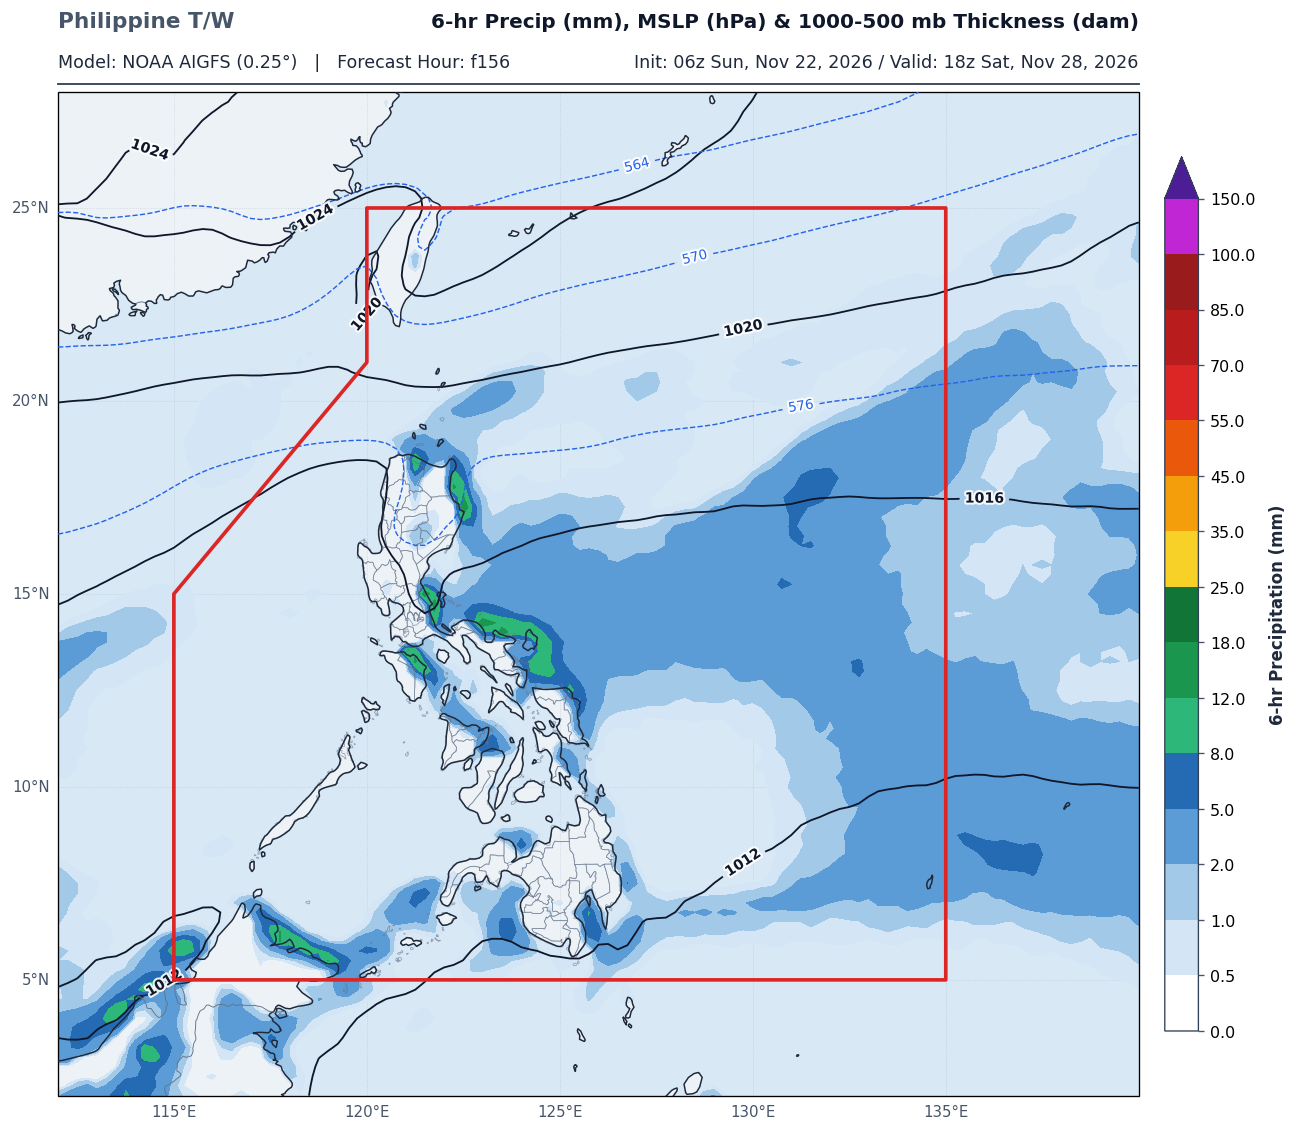 Philippine T/W
6-hr Precip (mm), MSLP (hPa) & 1000-500 mb Thickness (dam)
Model: NOAA AIGFS (0.25°) | Forecast Hour: f156
Init: 06z Sun, Nov 22, 2026 / Valid: 18z Sat, Nov 28, 2026
1024
564
1024
570
1020
1020
576
1016
1012
1012
25°N
20°N
15°N
10°N
5°N
115°E
120°E
125°E
130°E
135°E
150.0
100.0
85.0
70.0
55.0
45.0
35.0
25.0
18.0
12.0
8.0
5.0
2.0
1.0
0.5
0.0
6-hr Precipitation (mm)